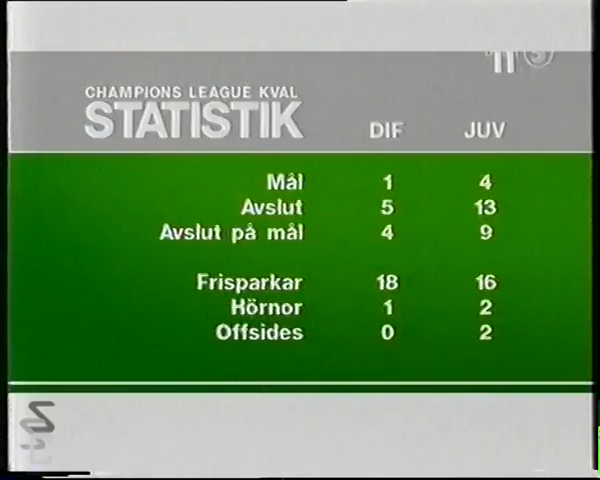 CHAMPIONS LEAGUE KVAL
STATISTIK DIF JUV
Mål 1 4
Avslut 5 13
Avslut på mål 4 9
Frisparkar 18 16
Hörnor 1 2
Offsides 0 2